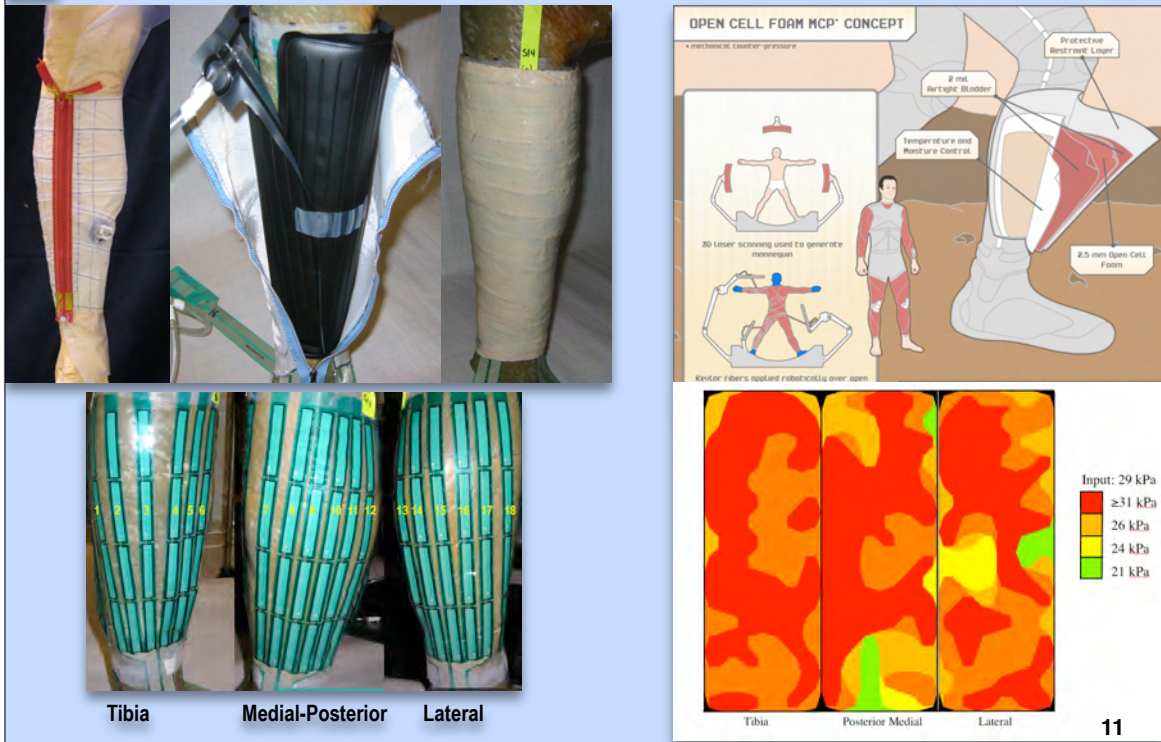 514
OPEN CELL FOAM MCP* CONCEPT
* mechanical counter-pressure
Protective
Restraint Layer
2 mil
Airtight Bladder
Temperature and
Moisture Control
3D laser scanning used to generate
mannequin
2.5 mm Open Cell
Foam
Kevlar fibers applied robotically over open
1 2 3 4 5 6
7 8 9 10 11 12
13 14 15 16 17 18
Tibia
Medial-Posterior
Lateral
Input: 29 kPa
≥31 kPa
26 kPa
24 kPa
21 kPa
Tibia
Posterior Medial
Lateral
11